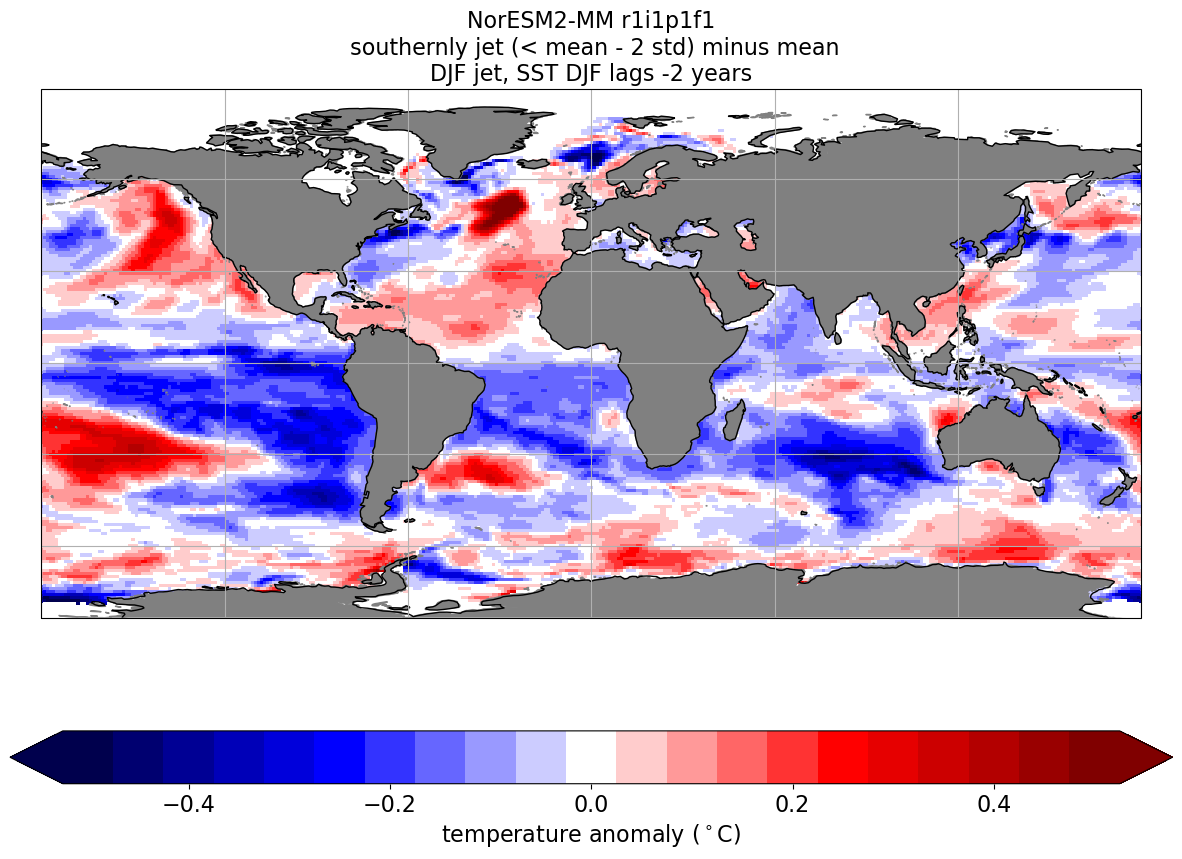 NorESM2-MM r1i1p1f1
southernly jet (< mean - 2 std) minus mean
DJF jet, SST DJF lags -2 years
−0.4 −0.2 0.0 0.2 0.4
temperature anomaly (∘C)